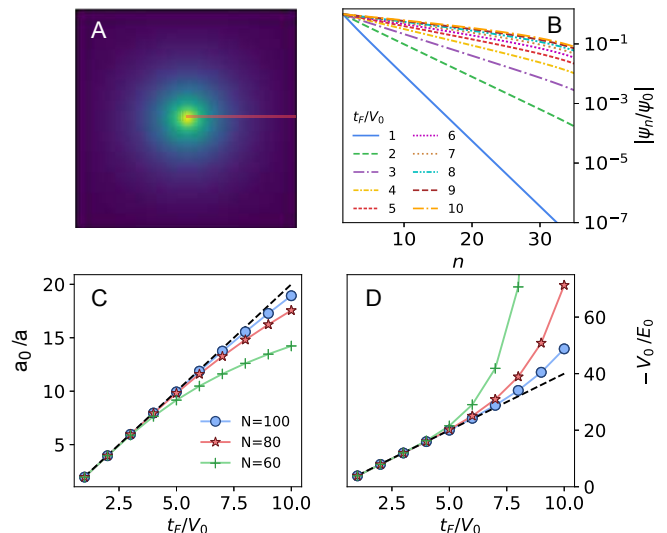 A
B
t_F/V_0
1
2
3
4
5
6
7
8
9
10
10^{-1}
10^{-3}
10^{-5}
10^{-7}
|ψ_n/ψ_0|
10 20 30
n
C
a_0/a
20
15
10
5
N=100
N=80
N=60
2.5 5.0 7.5 10.0
t_F/V_0
D
80
60
40
20
0
−V_0/E_0
2.5 5.0 7.5 10.0
t_F/V_0